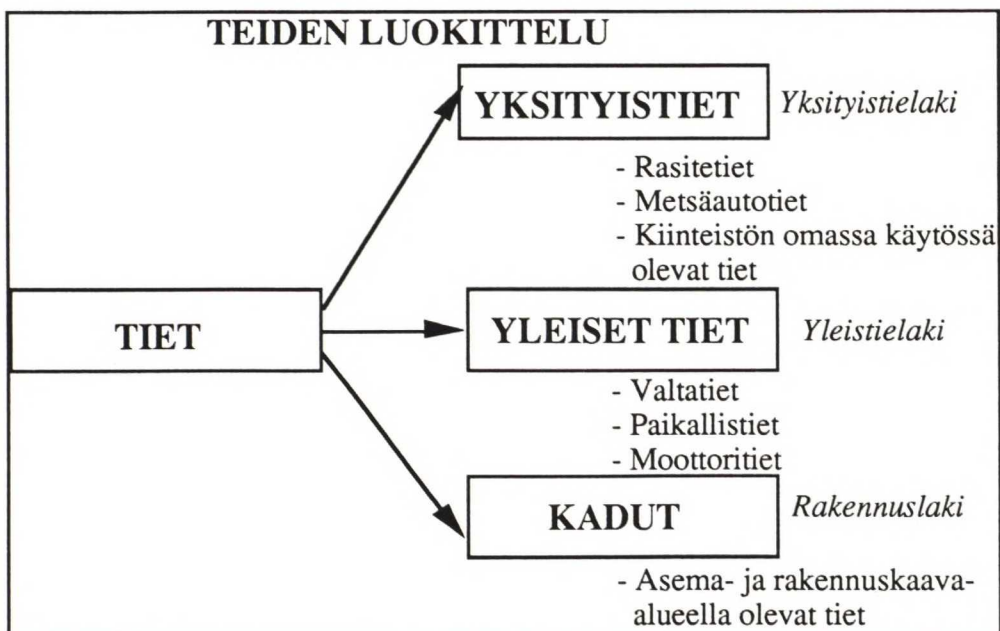 TEIDEN LUOKITTELU
YKSITYISTIET
Yksityistielaki
- Rasitetiet
- Metsäautotiet
- Kiinteistön omassa käytössä
olevat tiet
TIET
YLEISET TIET
Yleistielaki
- Valtatiet
- Paikallistiet
- Moottoritiet
KADUT
Rakennuslaki
- Asema- ja rakennuskaava-
alueella olevat tiet